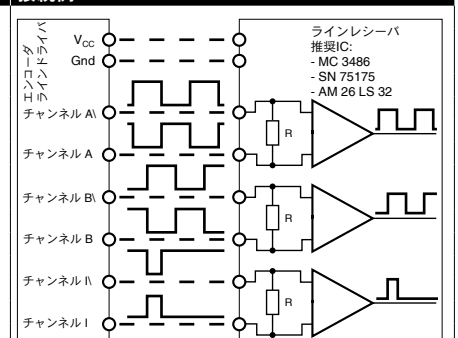 エンコーダ
ラインドライバ
V_CC
Gnd
チャンネル A\
チャンネル A
チャンネル B\
チャンネル B
チャンネル I\
チャンネル I
ラインレシーバ
推奨IC:
- MC 3486
- SN 75175
- AM 26 LS 32
R
R
R